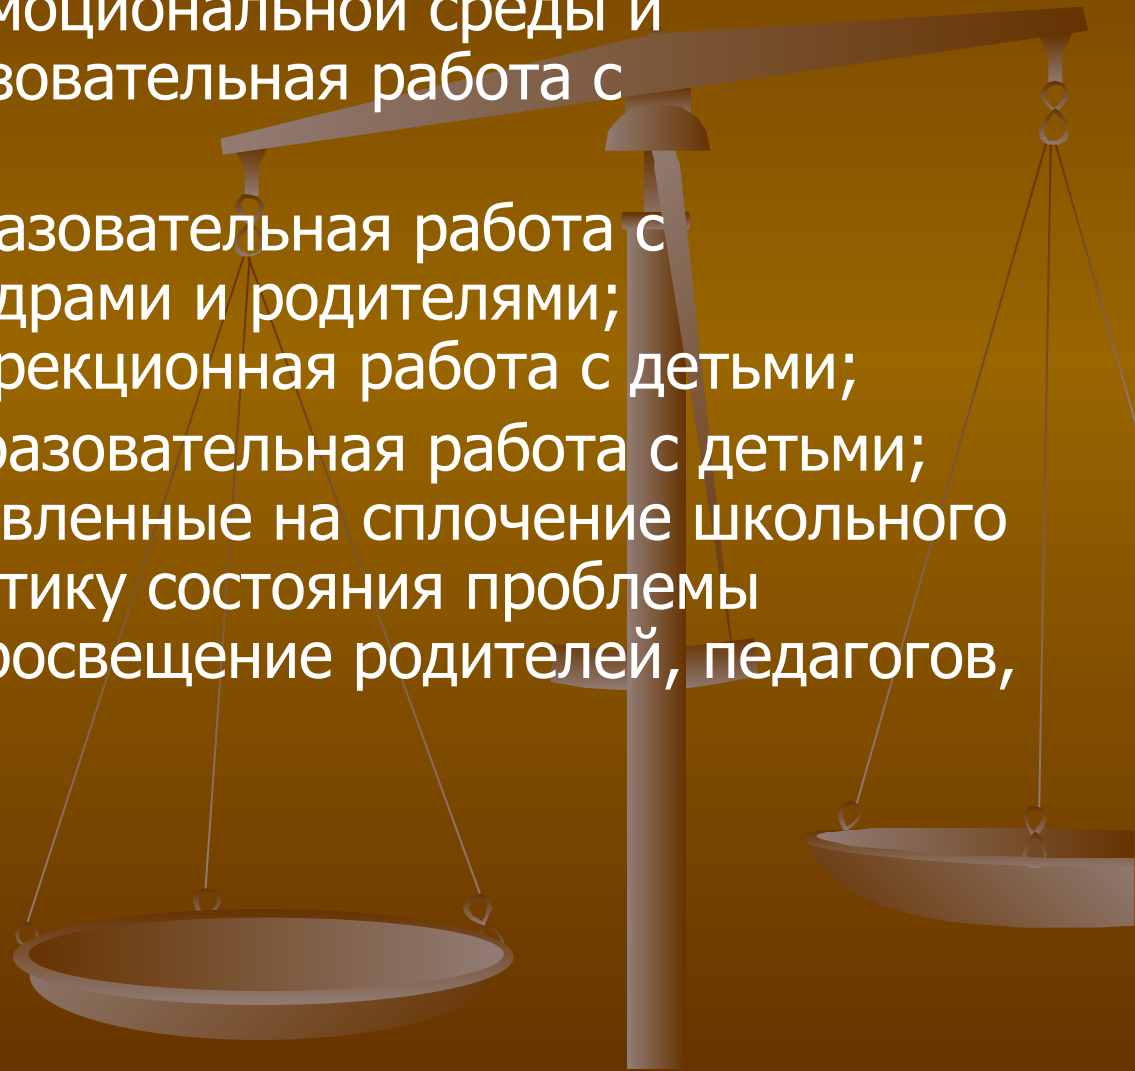 моциональной среды и
зовательная работа с
азовательная работа с
драми и родителями;
рекционная работа с детьми;
разовательная работа с детьми;
вленные на сплочение школьного
тику состояния проблемы
росвещение родителей, педагогов,